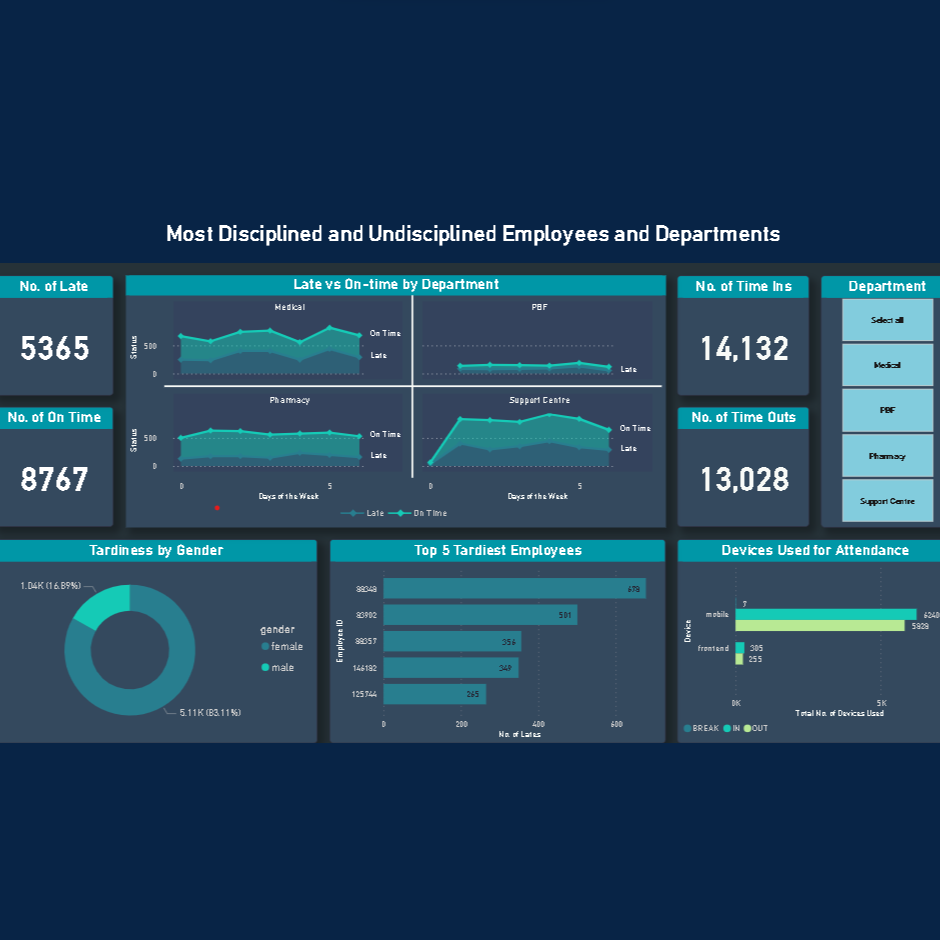 Most Disciplined and Undisciplined Employees and Departments
No. of Late
5365
No. of On Time
8767
Late vs On-time by Department
Medical
PBF
Status
500
0
On Time
Late
Late
Pharmacy
Support Centre
Status
500
0
On Time
Late
On Time
Late
0
5
0
5
Days of the Week
Days of the Week
Late
On Time
No. of Time Ins
14,132
No. of Time Outs
13,028
Department
Select all
Medical
PBF
Pharmacy
Support Centre
Tardiness by Gender
1.04K (16.89%)
5.11K (83.11%)
gender
female
male
Top 5 Tardiest Employees
Employee ID
88348
678
83992
501
88357
356
146182
349
125744
265
0
200
400
600
No. of Lates
Devices Used for Attendance
Device
7
mobile
5828
frontend
305
255
0K
5K
Total No. of Devices Used
BREAK
IN
OUT